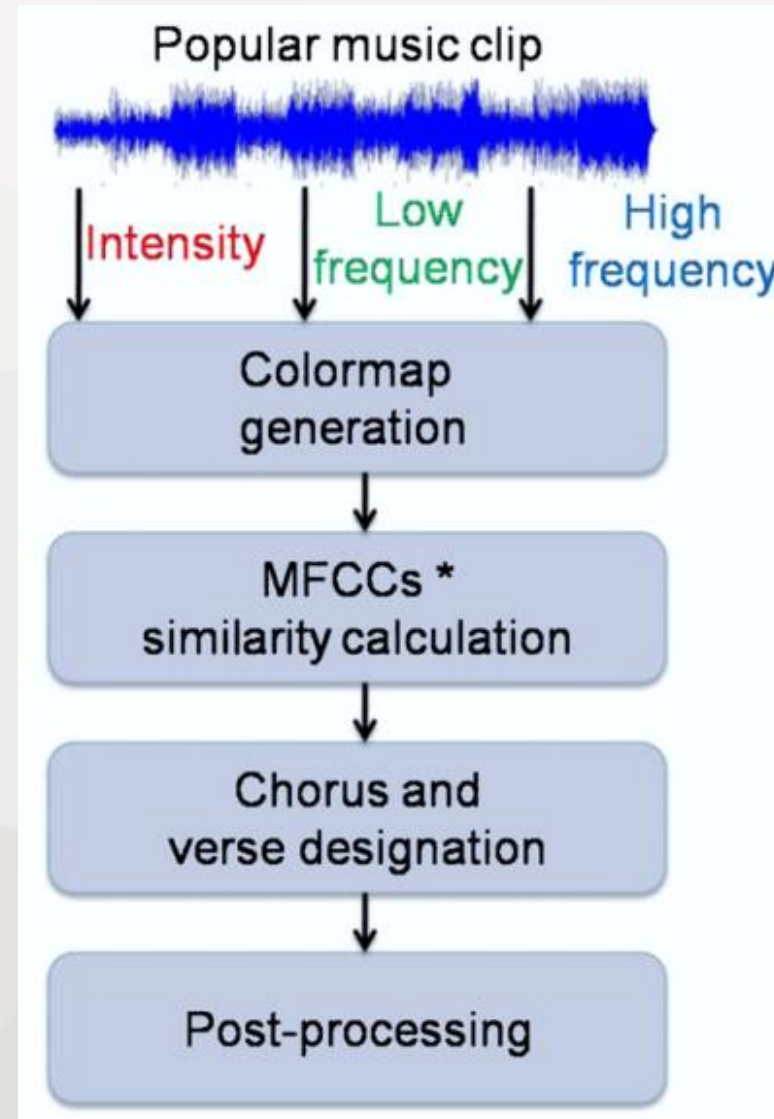 Popular music clip
Intensity
Low
frequency
High
frequency
Colormap
generation
MFCCs *
similarity calculation
Chorus and
verse designation
Post-processing